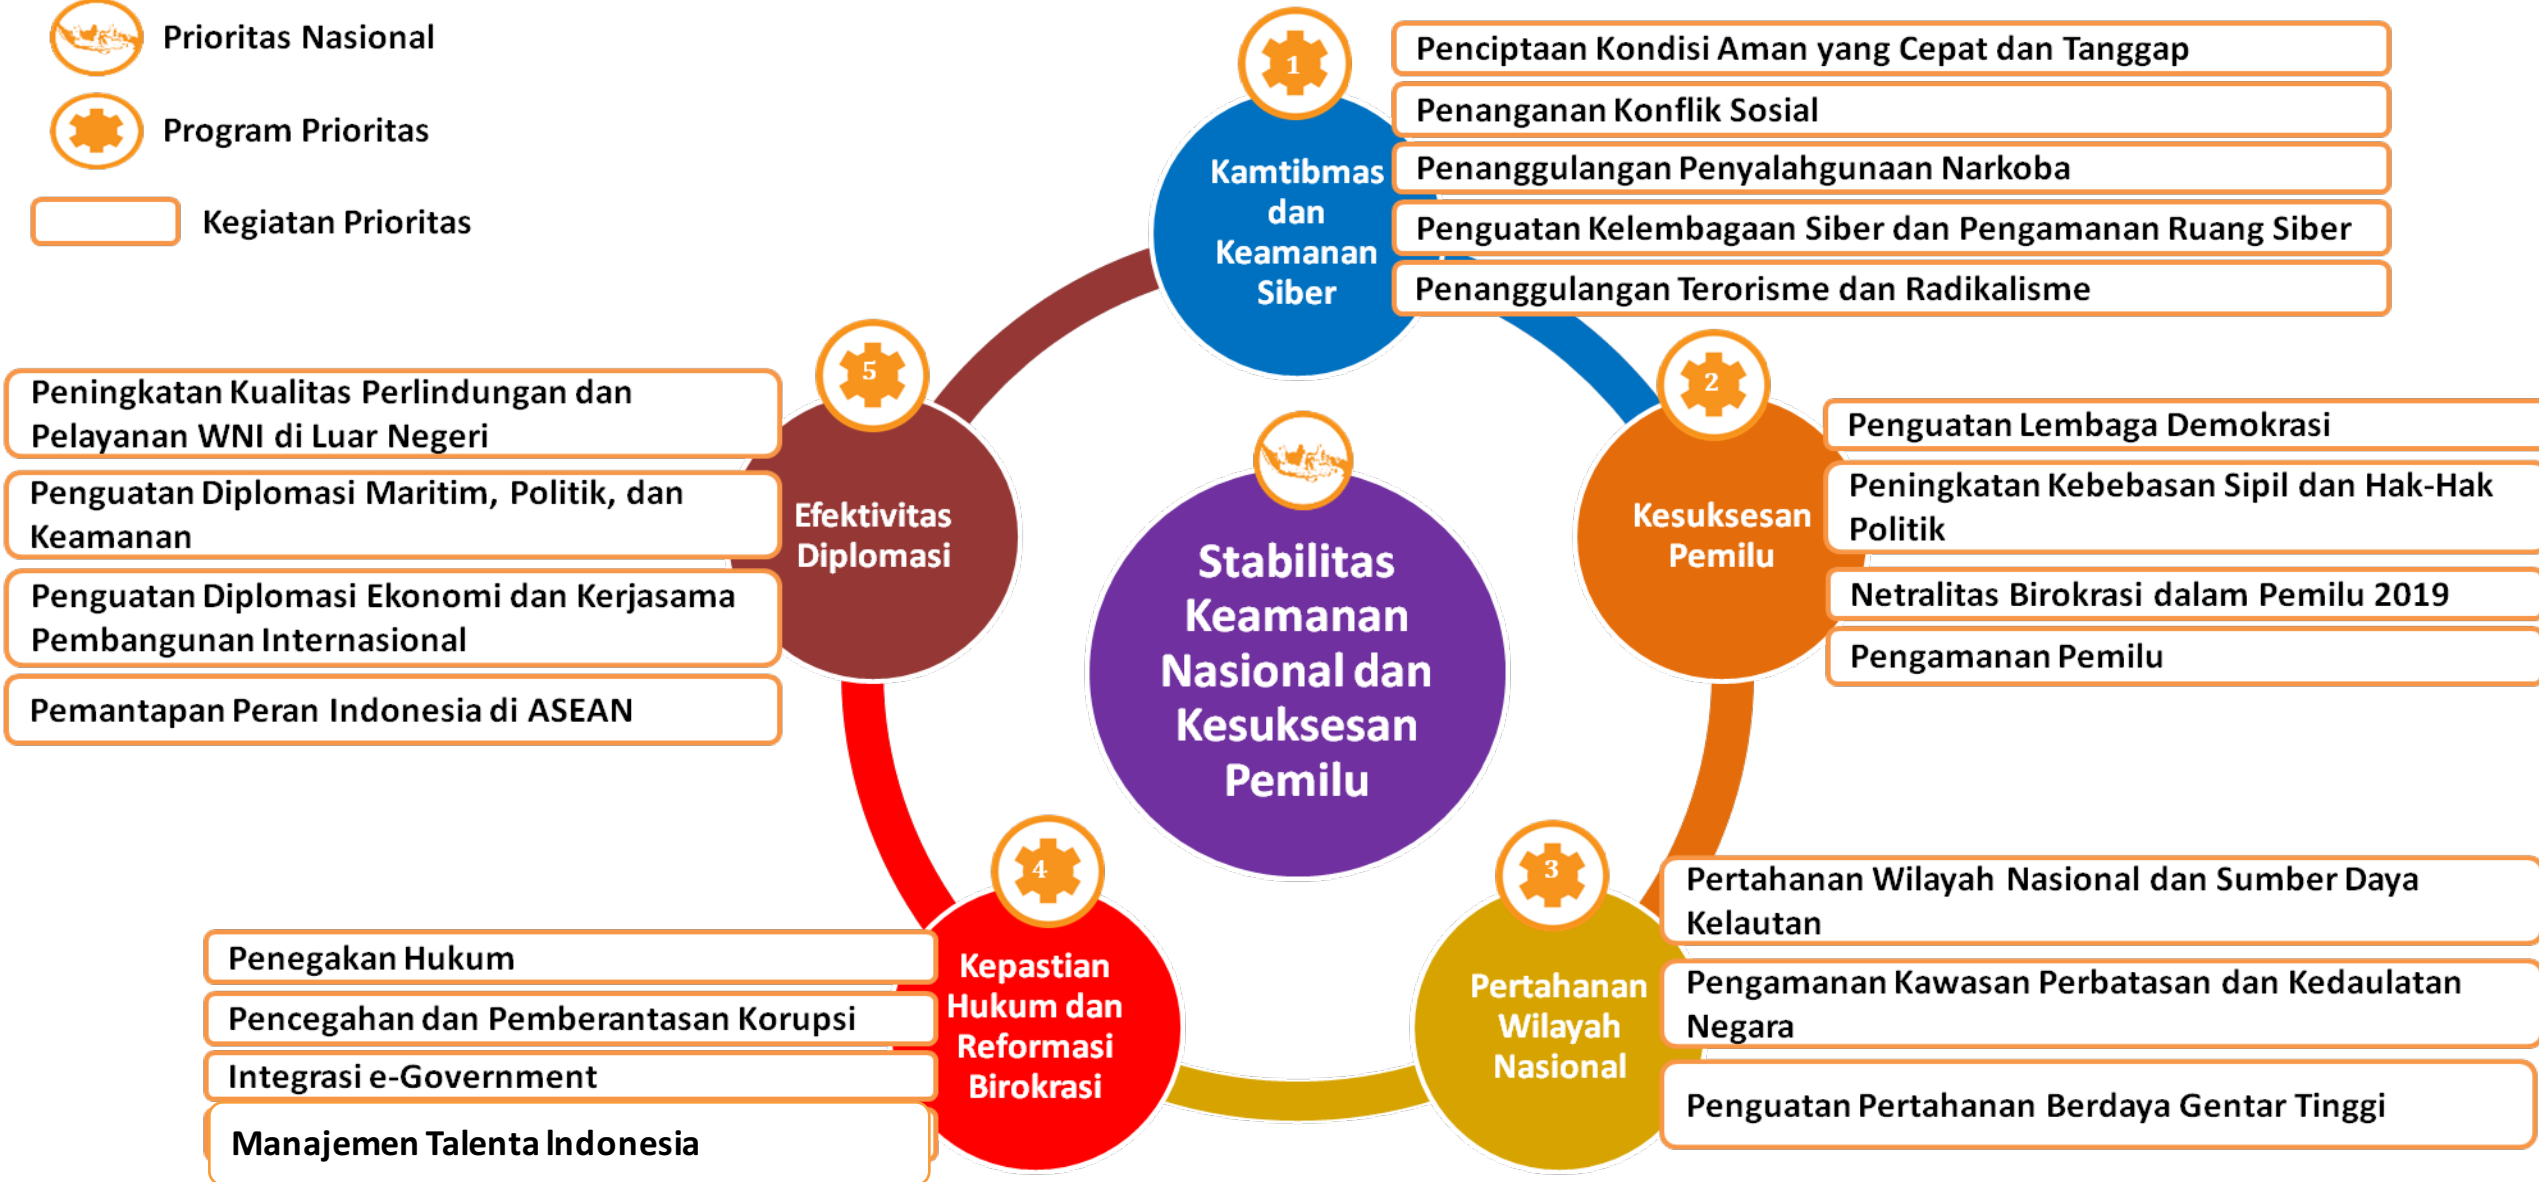 Prioritas Nasional
Program Prioritas
Kegiatan Prioritas
1
Kamtibmas
dan
Keamanan
Siber
Penciptaan Kondisi Aman yang Cepat dan Tanggap
Penanganan Konflik Sosial
Penanggulangan Penyalahgunaan Narkoba
Penguatan Kelembagaan Siber dan Pengamanan Ruang Siber
Penanggulangan Terorisme dan Radikalisme
2
Kesuksesan
Pemilu
Penguatan Lembaga Demokrasi
Peningkatan Kebebasan Sipil dan Hak-Hak
Politik
Netralitas Birokrasi dalam Pemilu 2019
Pengamanan Pemilu
3
Pertahanan
Wilayah
Nasional
Pertahanan Wilayah Nasional dan Sumber Daya
Kelautan
Pengamanan Kawasan Perbatasan dan Kedaulatan
Negara
Penguatan Pertahanan Berdaya Gentar Tinggi
4
Kepastian
Hukum dan
Reformasi
Birokrasi
Penegakan Hukum
Pencegahan dan Pemberantasan Korupsi
Integrasi e-Government
Manajemen Talenta Indonesia
5
Efektivitas
Diplomasi
Peningkatan Kualitas Perlindungan dan
Pelayanan WNI di Luar Negeri
Penguatan Diplomasi Maritim, Politik, dan
Keamanan
Penguatan Diplomasi Ekonomi dan Kerjasama
Pembangunan Internasional
Pemantapan Peran Indonesia di ASEAN
Stabilitas
Keamanan
Nasional dan
Kesuksesan
Pemilu